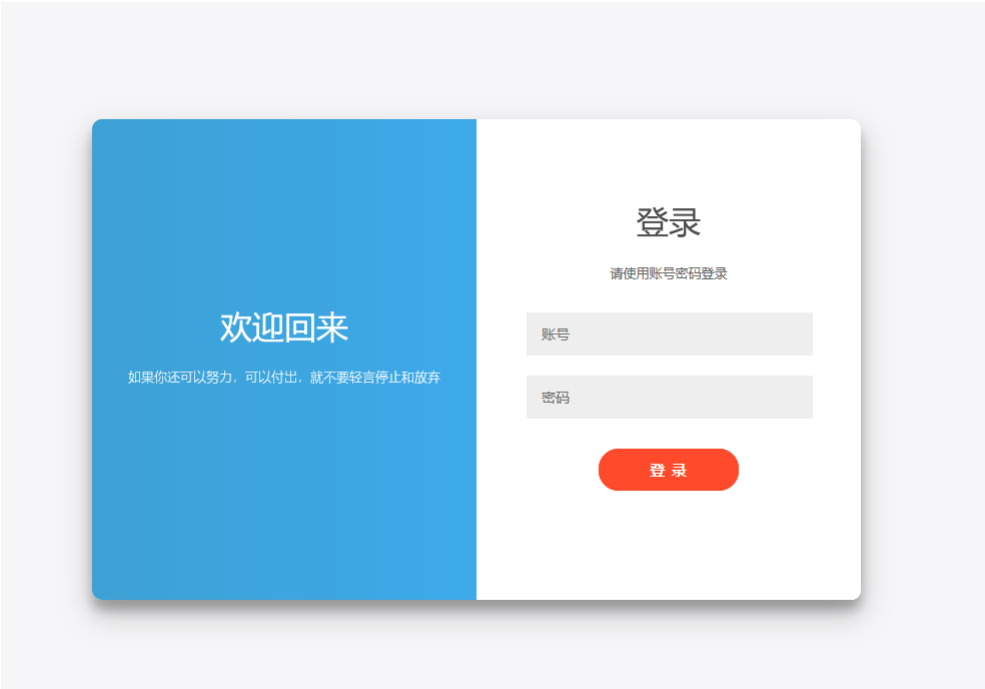 欢迎回来
如果你还可以努力，可以付出，就不要轻言停止和放弃
登录
请使用账号密码登录
账号
密码
登 录